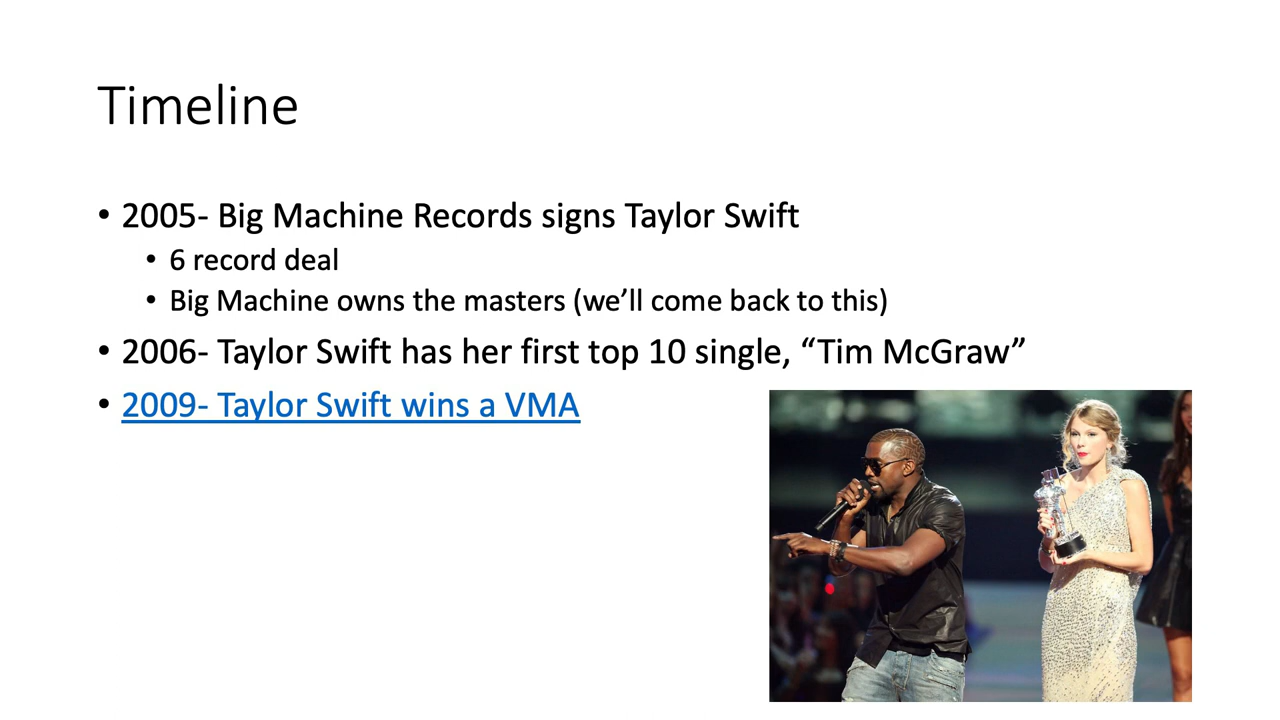 Timeline
• 2005- Big Machine Records signs Taylor Swift
• 6 record deal
• Big Machine owns the masters (we’ll come back to this)
• 2006- Taylor Swift has her first top 10 single, “Tim McGraw”
• 2009- Taylor Swift wins a VMA